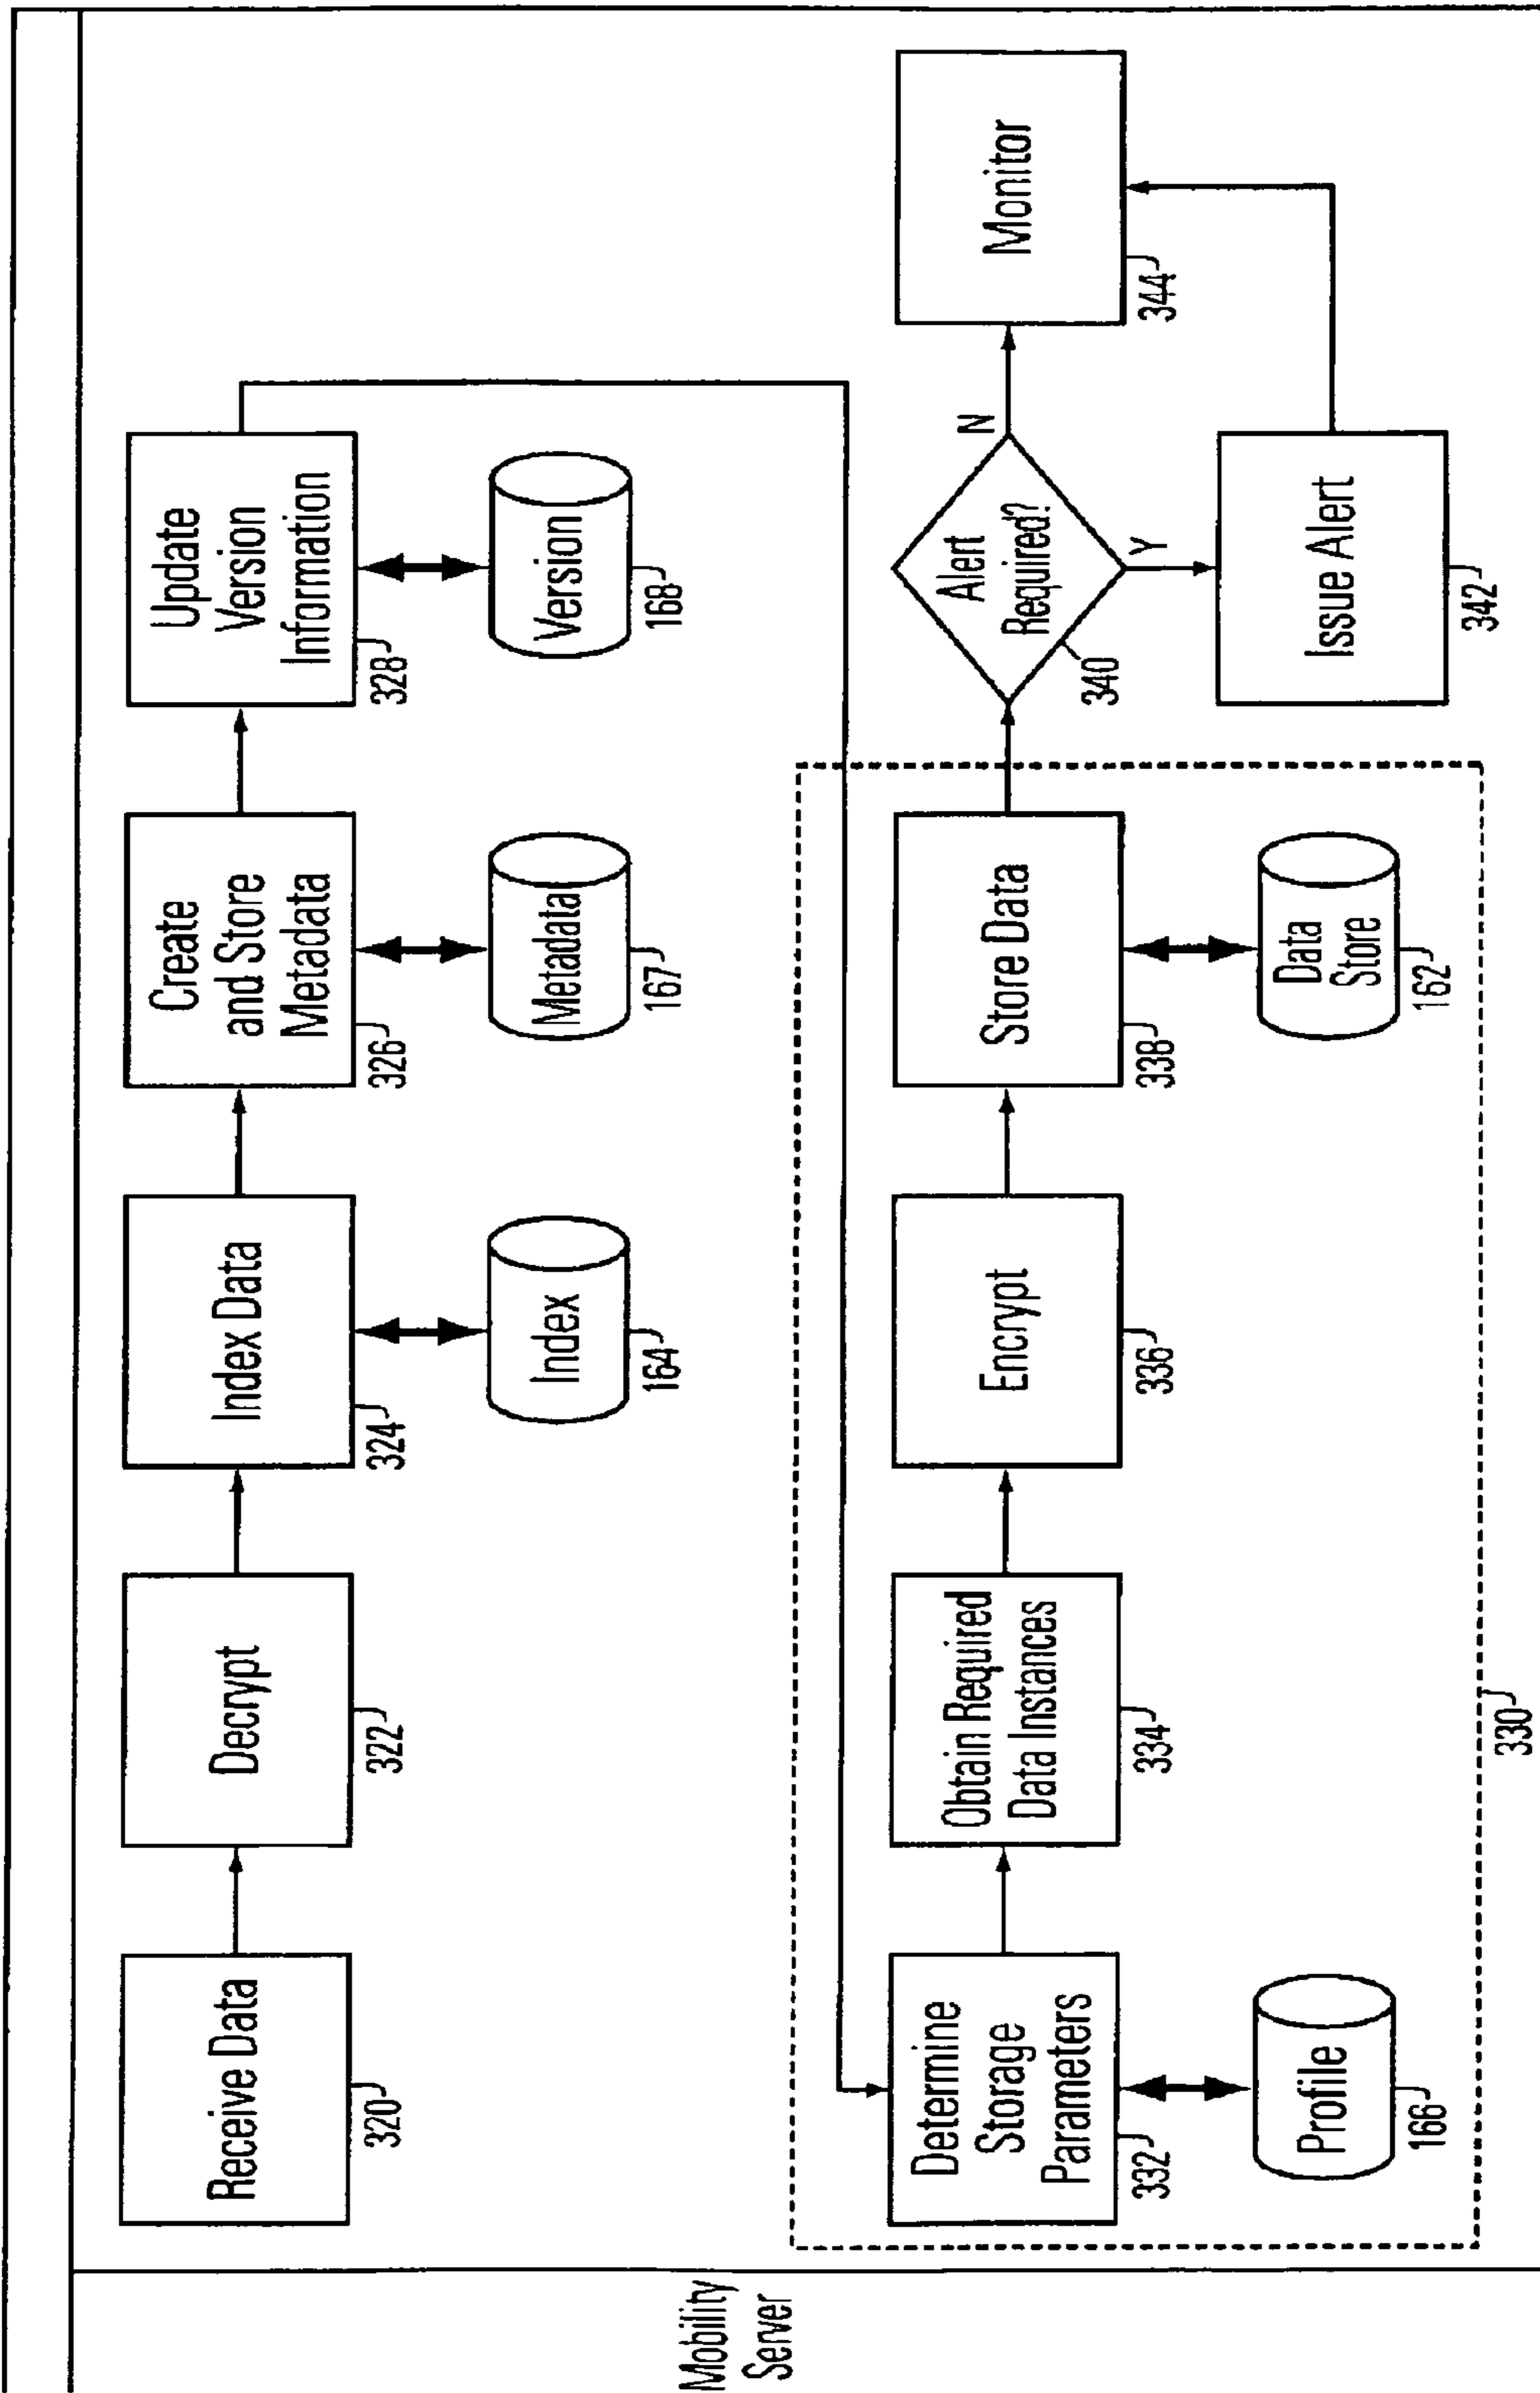 Mobility
Server
Receive Data
320
Decrypt
322
Index Data
324
Index
164
Create
and Store
Metadata
326
Metadata
167
Update
Version
Information
328
Version
168
Determine
Storage
Parameters
332
Profile
166
Obtain Required
Data Instances
334
Encrypt
336
Store Data
338
Data
Store
162
330
Alert
Required?
340
N
Y
Issue Alert
342
Monitor
344